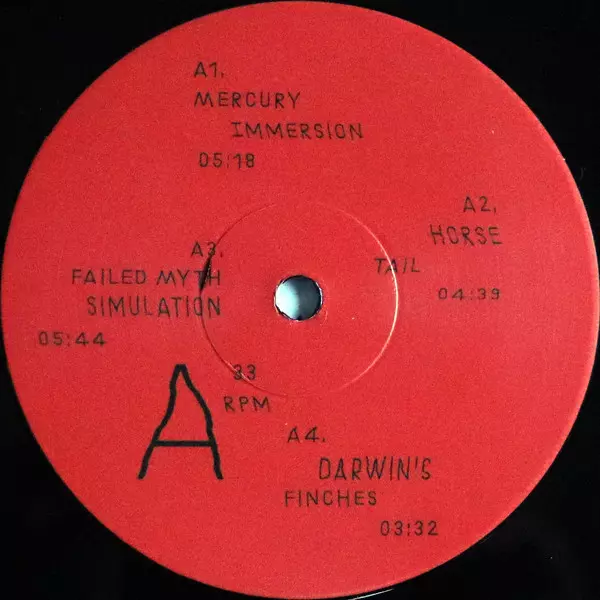 A1.
MERCURY
IMMERSION
05:18
A2.
HORSE
TAIL
04:39
A3.
FAILED MYTH
SIMULATION
05:44
A
33
RPM
A4.
DARWIN'S
FINCHES
03:32